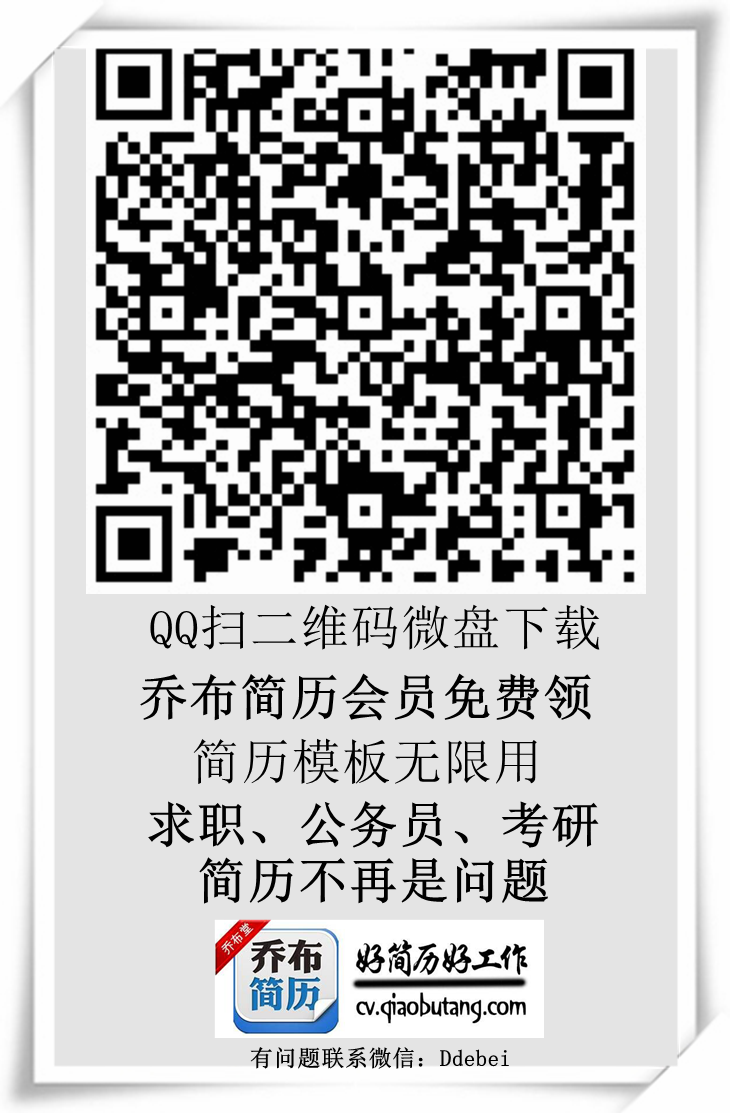 QQ扫二维码微盘下载
乔布简历会员免费领
简历模板无限用
求职、公务员、考研
简历不再是问题
乔布堂
乔布
简历
好简历好工作
cv.qiaobutang.com
有问题联系微信：Ddebei